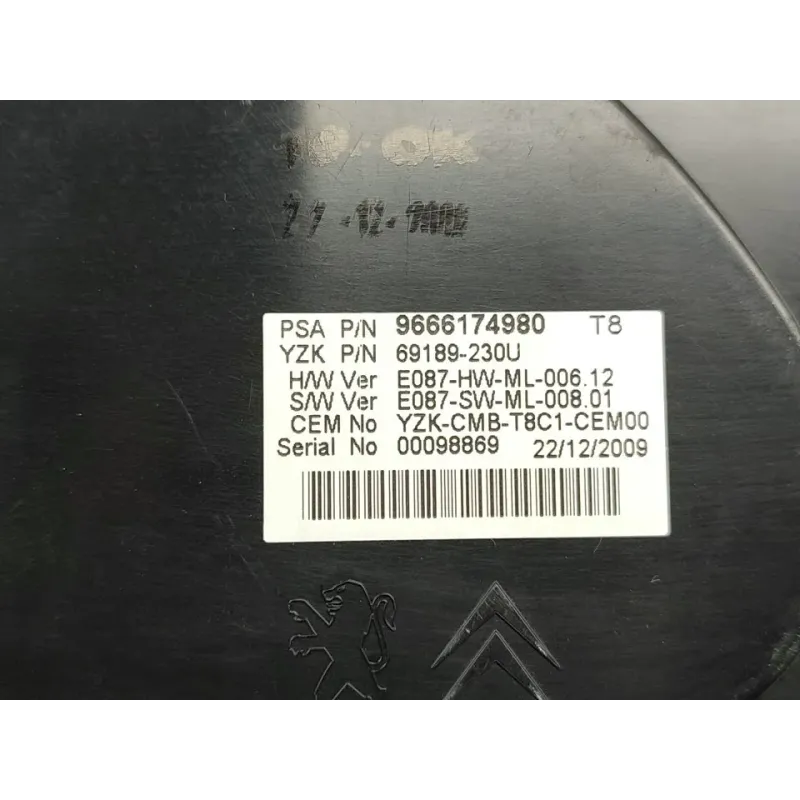 PSA P/N 9666174980 T8
YZK P/N 69189-230U
H/W Ver E087-HW-ML-006.12
S/W Ver E087-SW-ML-008.01
CEM No YZK-CMB-T8C1-CEM00
Serial No 00098869 22/12/2009